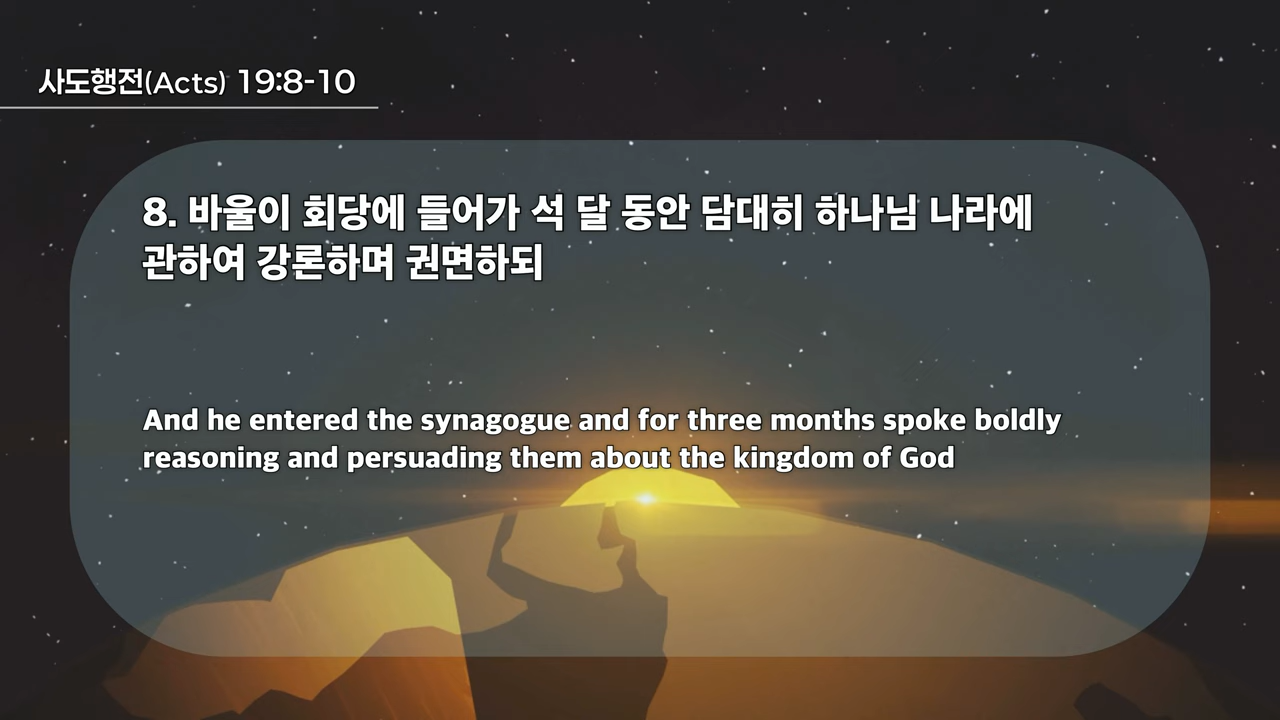 사도행전(Acts) 19:8-10
8. 바울이 회당에 들어가 석 달 동안 담대히 하나님 나라에
관하여 강론하며 권면하되
And he entered the synagogue and for three months spoke boldly
reasoning and persuading them about the kingdom of God